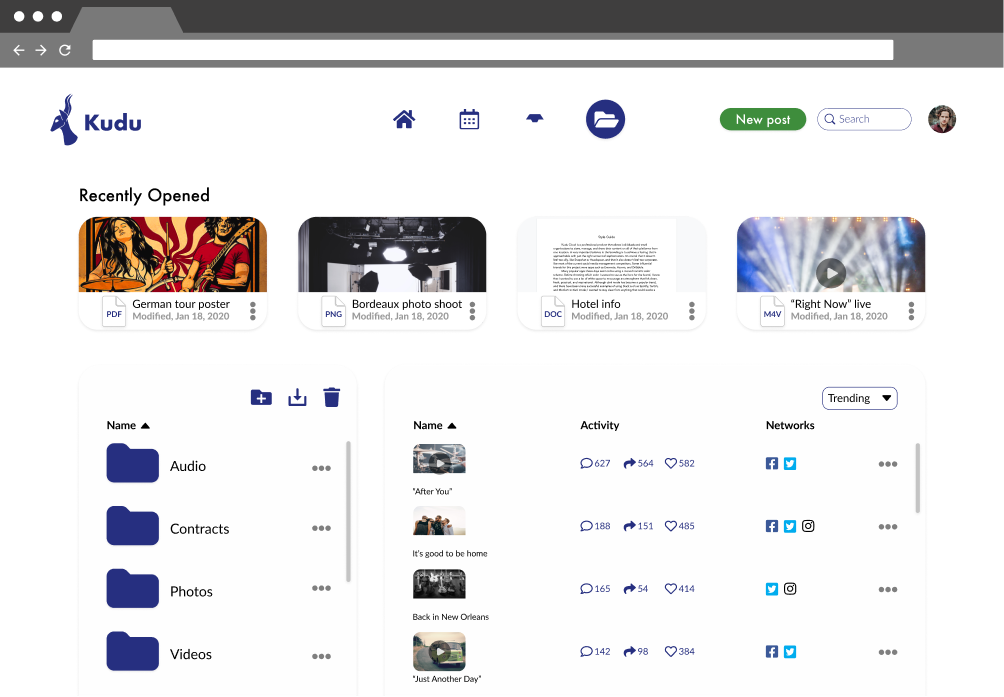 Kudu
New post
Search
Recently Opened
PDF
German tour poster
Modified, Jan 18, 2020
PNG
Bordeaux photo shoot
Modified, Jan 18, 2020
DOC
Hotel info
Modified, Jan 18, 2020
M4V
“Right Now” live
Modified, Jan 18, 2020
Name
Audio
Contracts
Photos
Videos
Trending
Name Activity Networks
627 564 582
“After You”
188 151 485
It’s good to be home
165 54 414
Back in New Orleans
142 98 384
“Just Another Day”